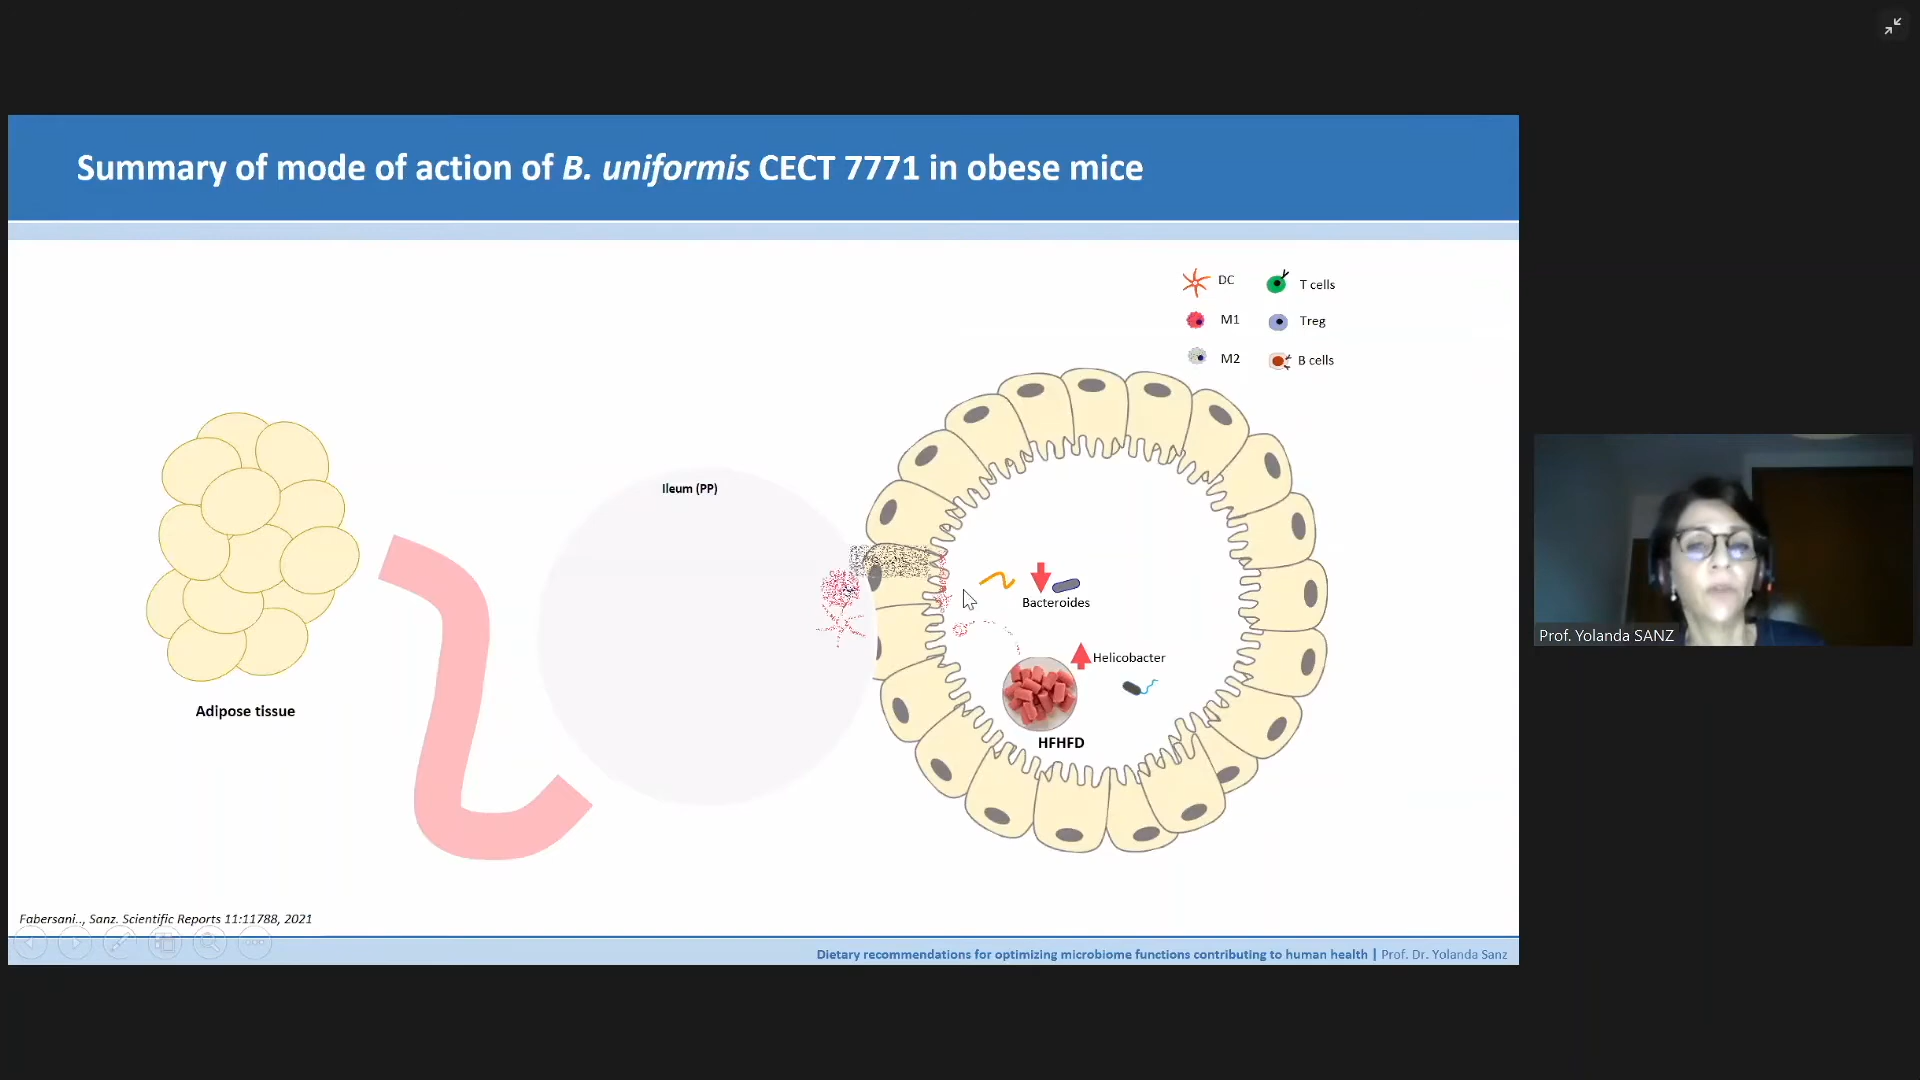 Summary of mode of action of B. uniformis CECT 7771 in obese mice
DC
T cells
M1
Treg
M2
B cells
Ileum (PP)
Bacteroides
Helicobacter
HFHFD
Adipose tissue
Prof. Yolanda SANZ
Fabersani.., Sanz. Scientific Reports 11:11788, 2021
Dietary recommendations for optimizing microbiome functions contributing to human health | Prof. Dr. Yolanda Sanz